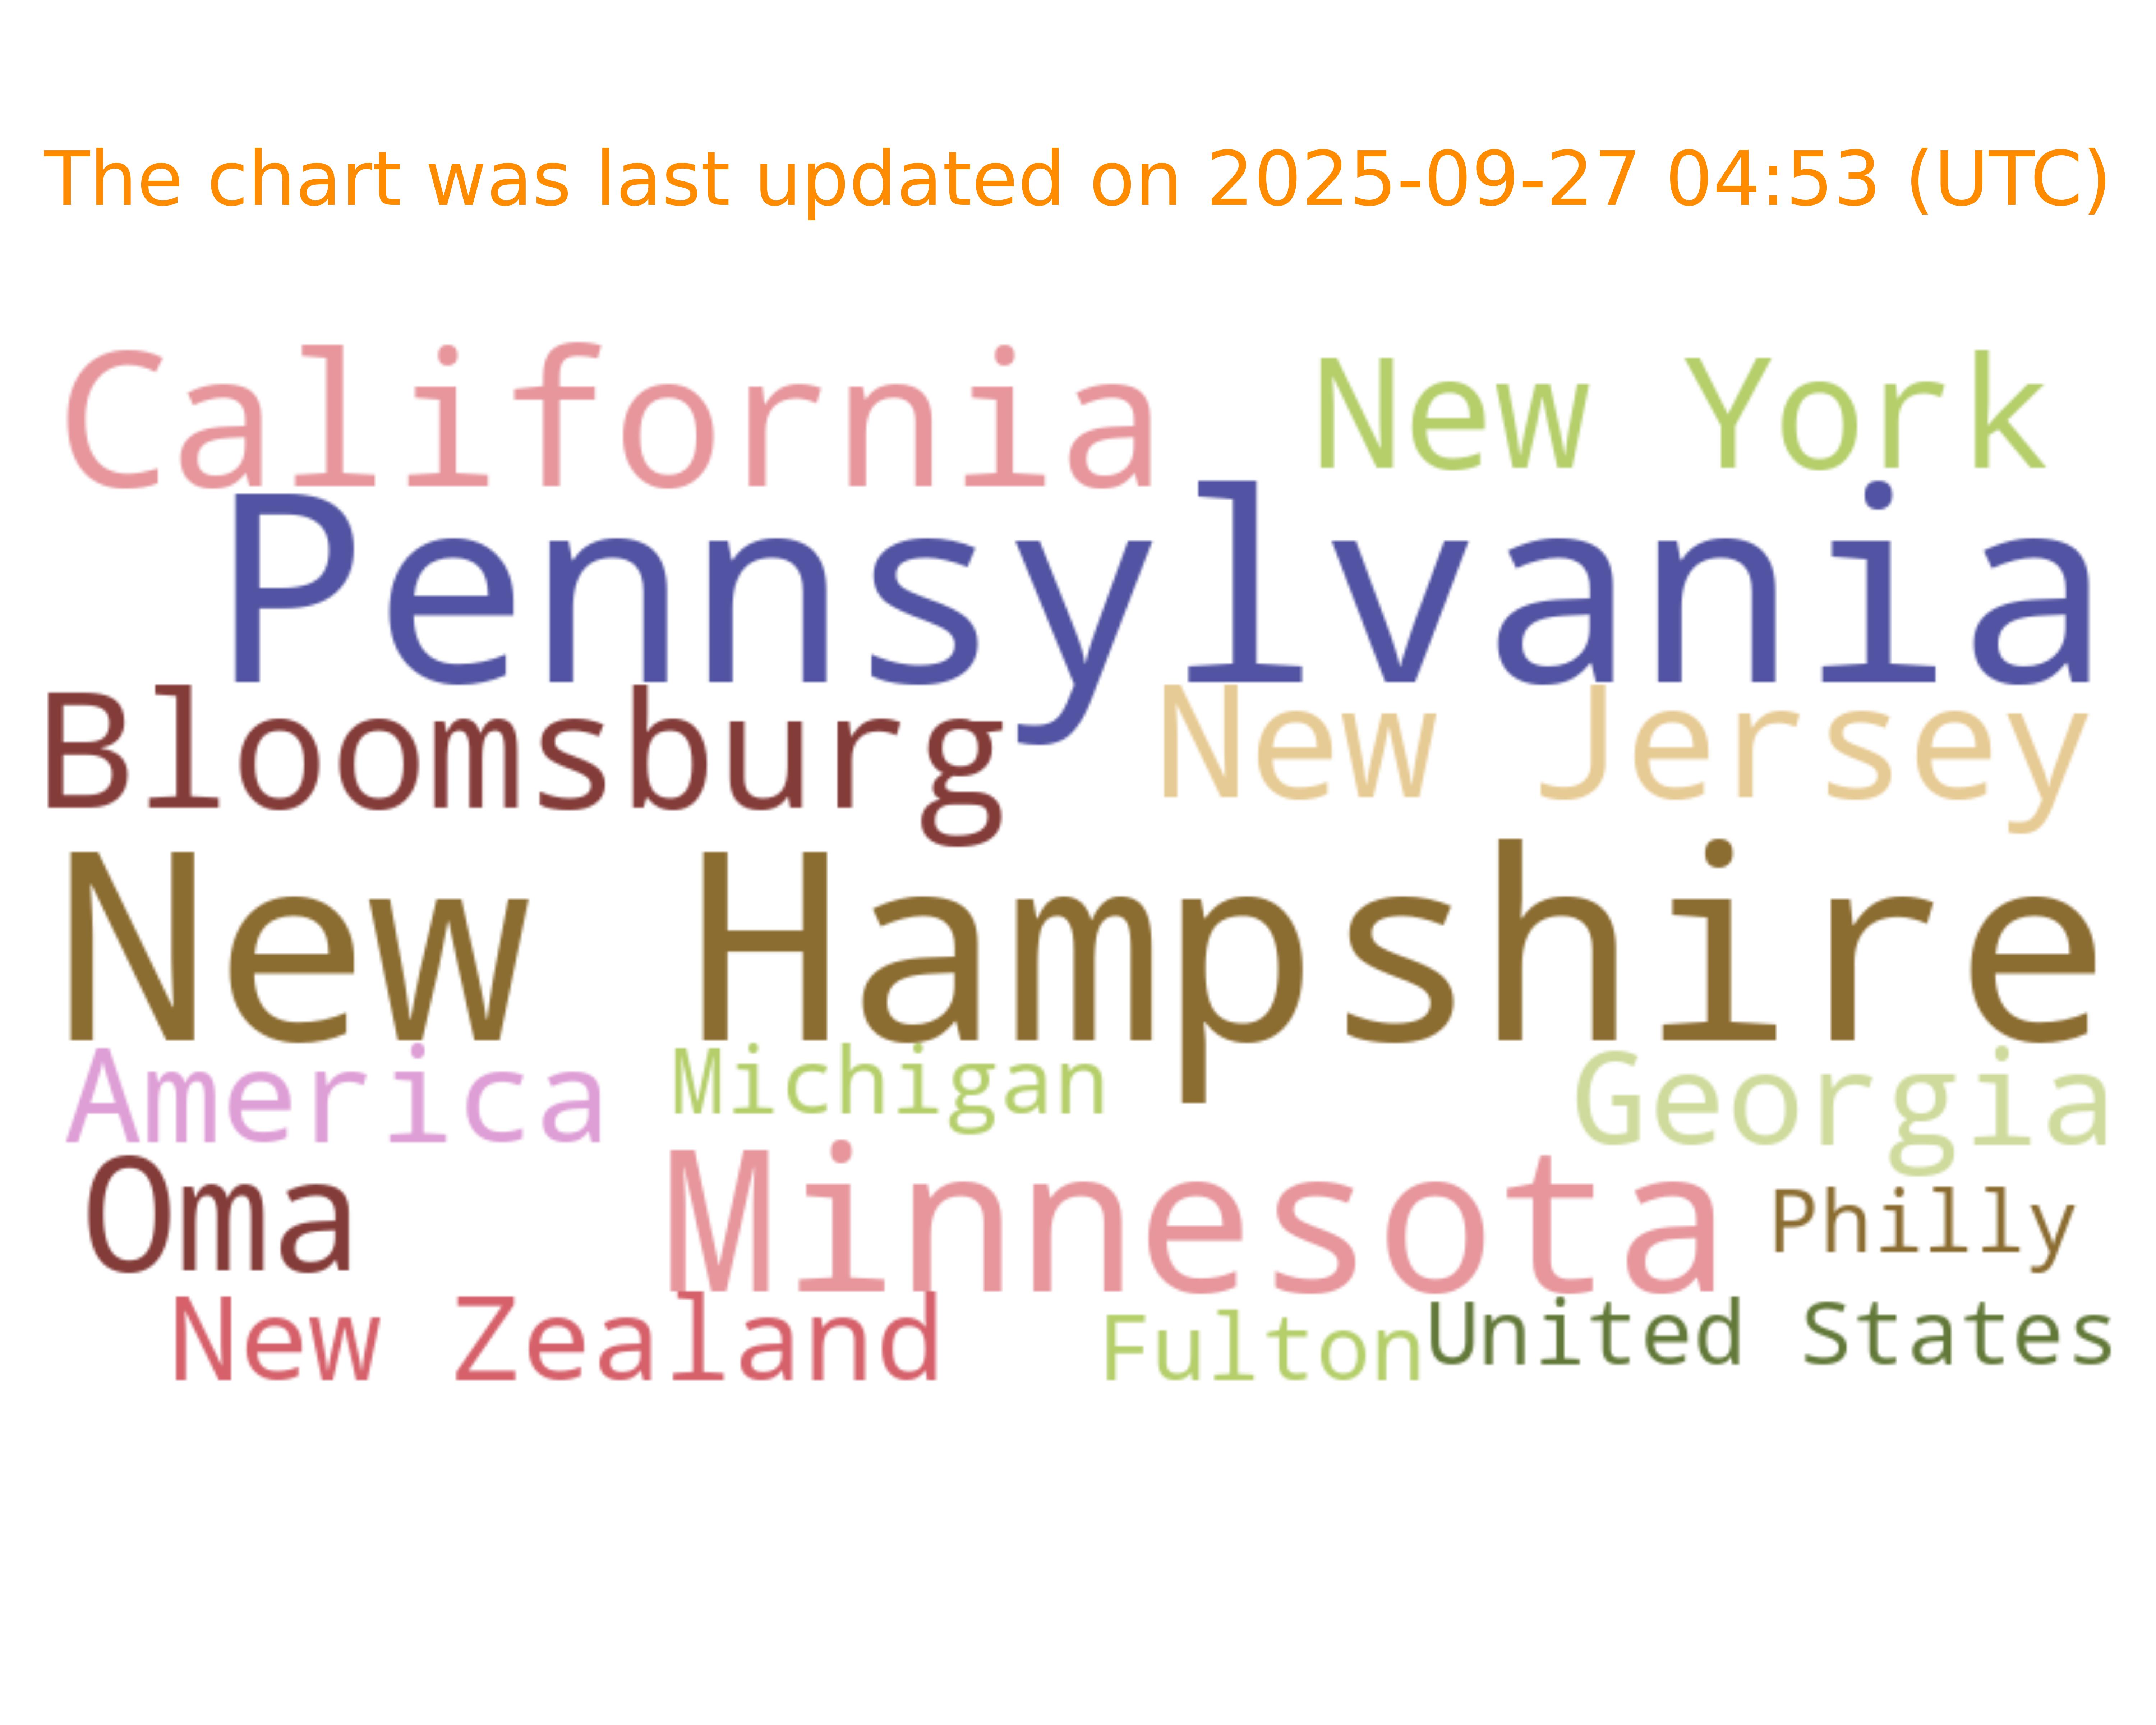 The chart was last updated on 2025-09-27 04:53 (UTC)
California New York
Pennsylvania
Bloomsburg New Jersey
New Hampshire
America Michigan Georgia
Oma Minnesota Philly
New Zealand Fulton United States